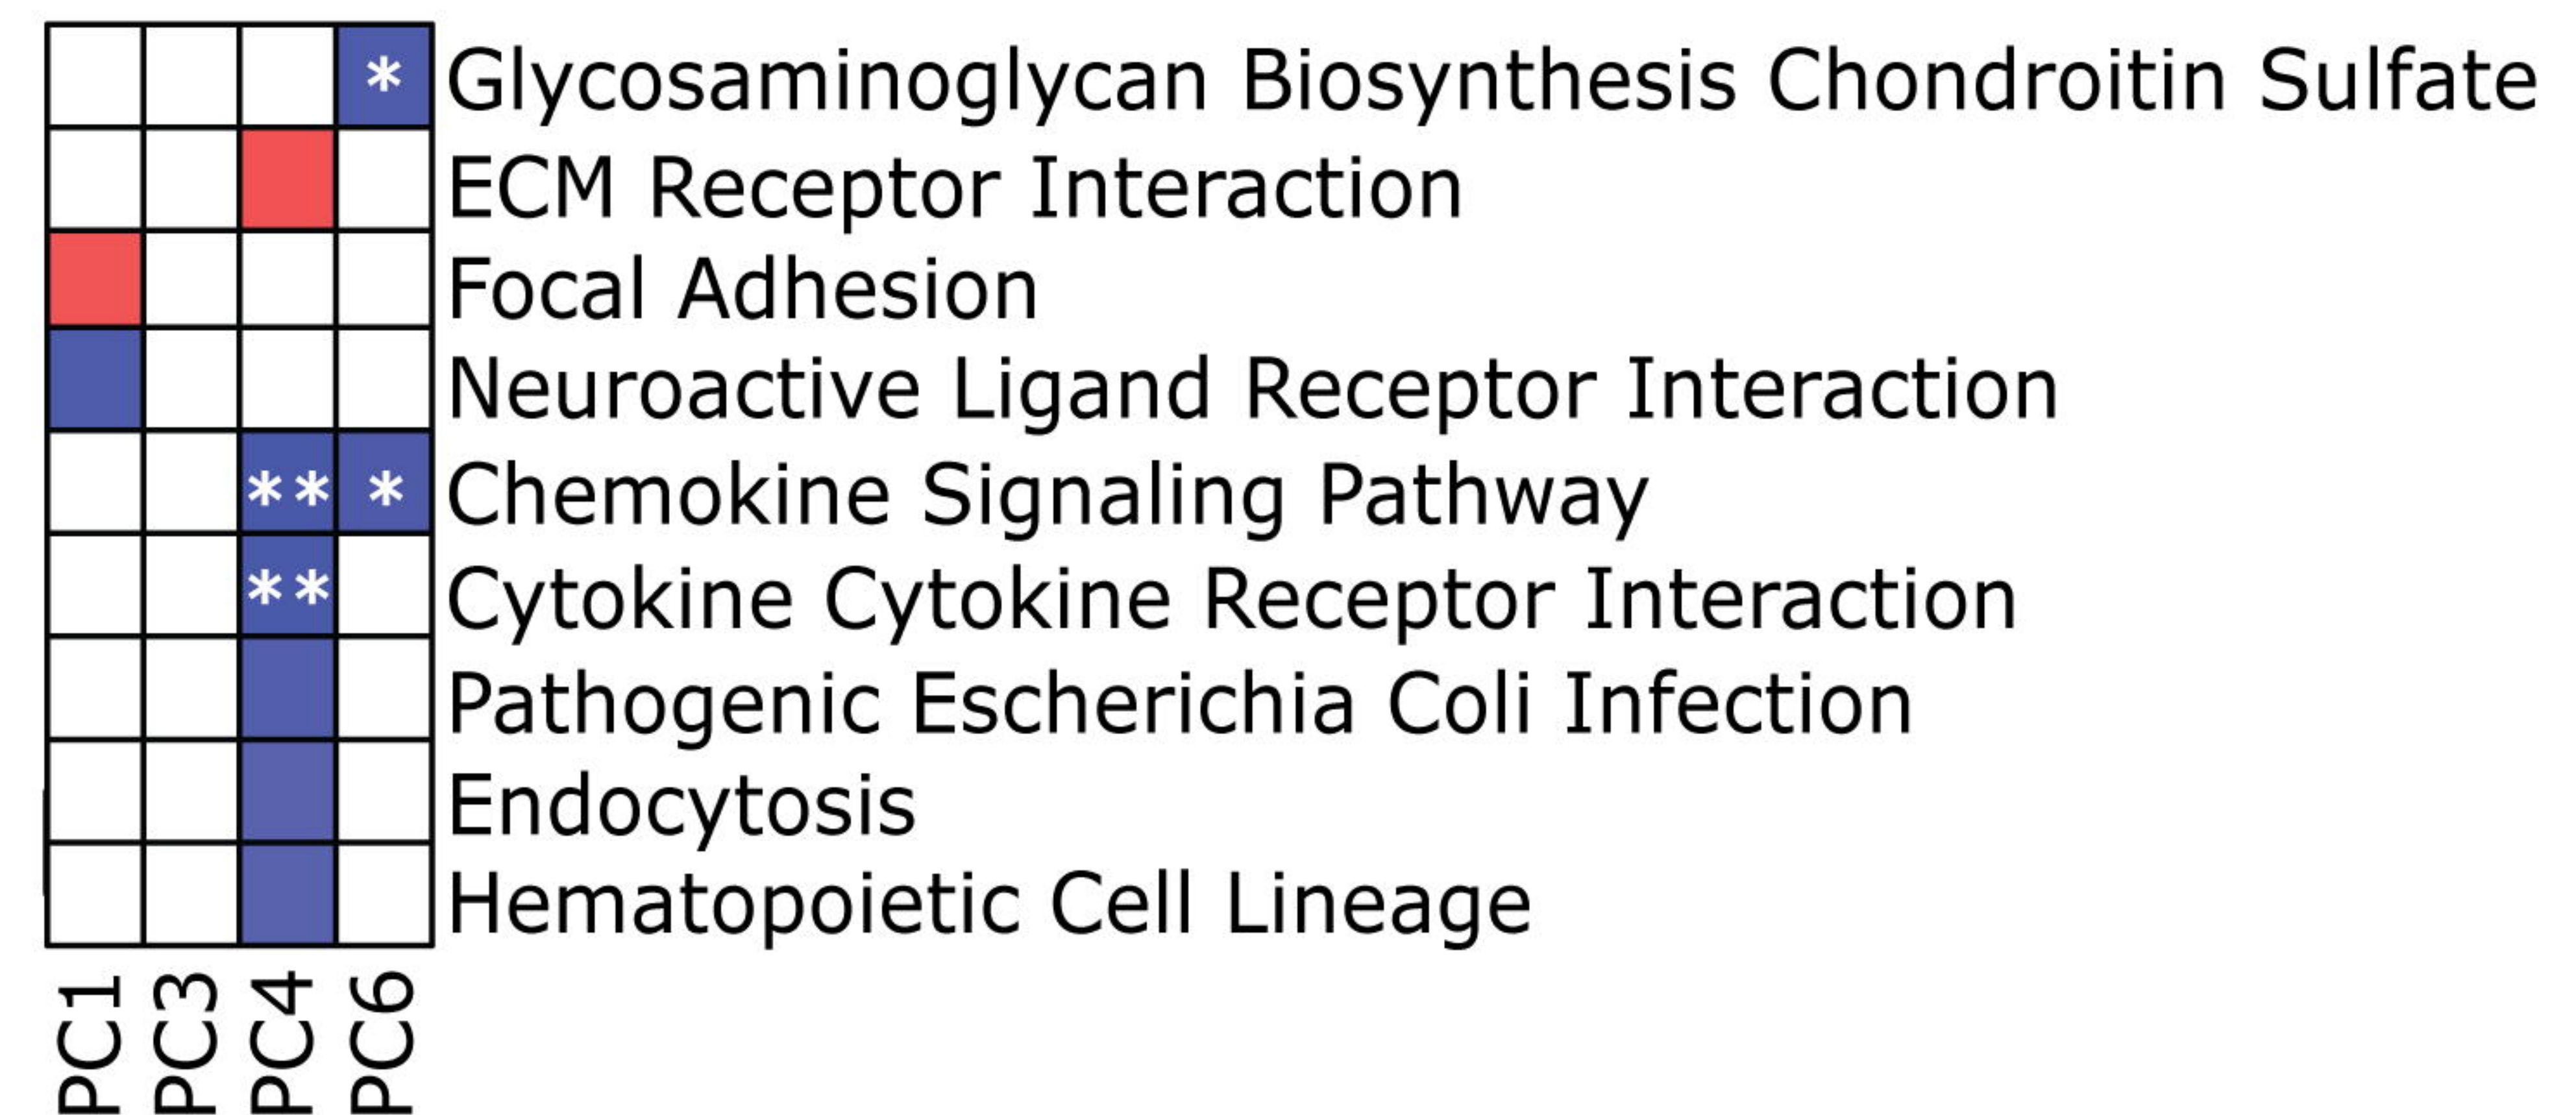 * Glycosaminoglycan Biosynthesis Chondroitin Sulfate
ECM Receptor Interaction
Focal Adhesion
Neuroactive Ligand Receptor Interaction
** * Chemokine Signaling Pathway
** Cytokine Cytokine Receptor Interaction
Pathogenic Escherichia Coli Infection
Endocytosis
Hematopoietic Cell Lineage
PC1
PC3
PC4
PC6